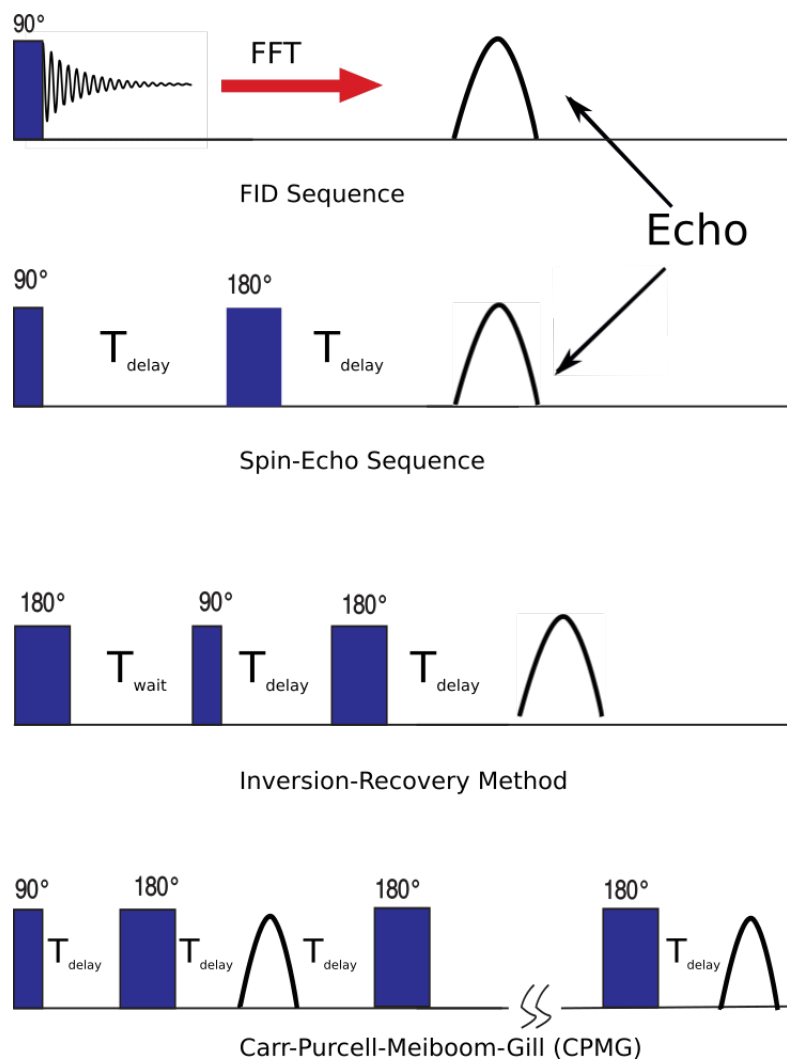 90°
FFT
FID Sequence
Echo
90°
180°
T delay
T delay
Spin-Echo Sequence
180°
90°
180°
T wait
T delay
T delay
Inversion-Recovery Method
90°
180°
180°
180°
T delay
T delay
T delay
T delay
Carr-Purcell-Meiboom-Gill (CPMG)